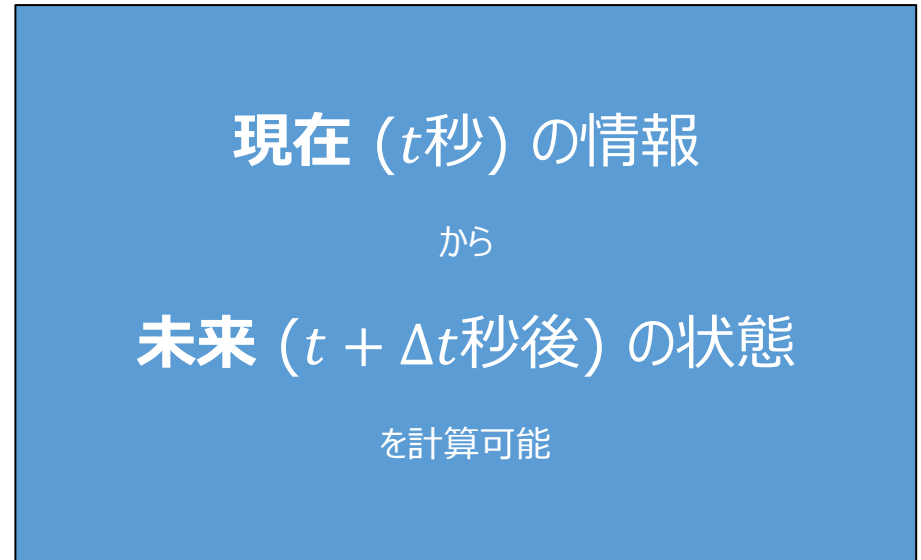 現在 (t秒) の情報
から
未来 (t + Δt秒後) の状態
を計算可能